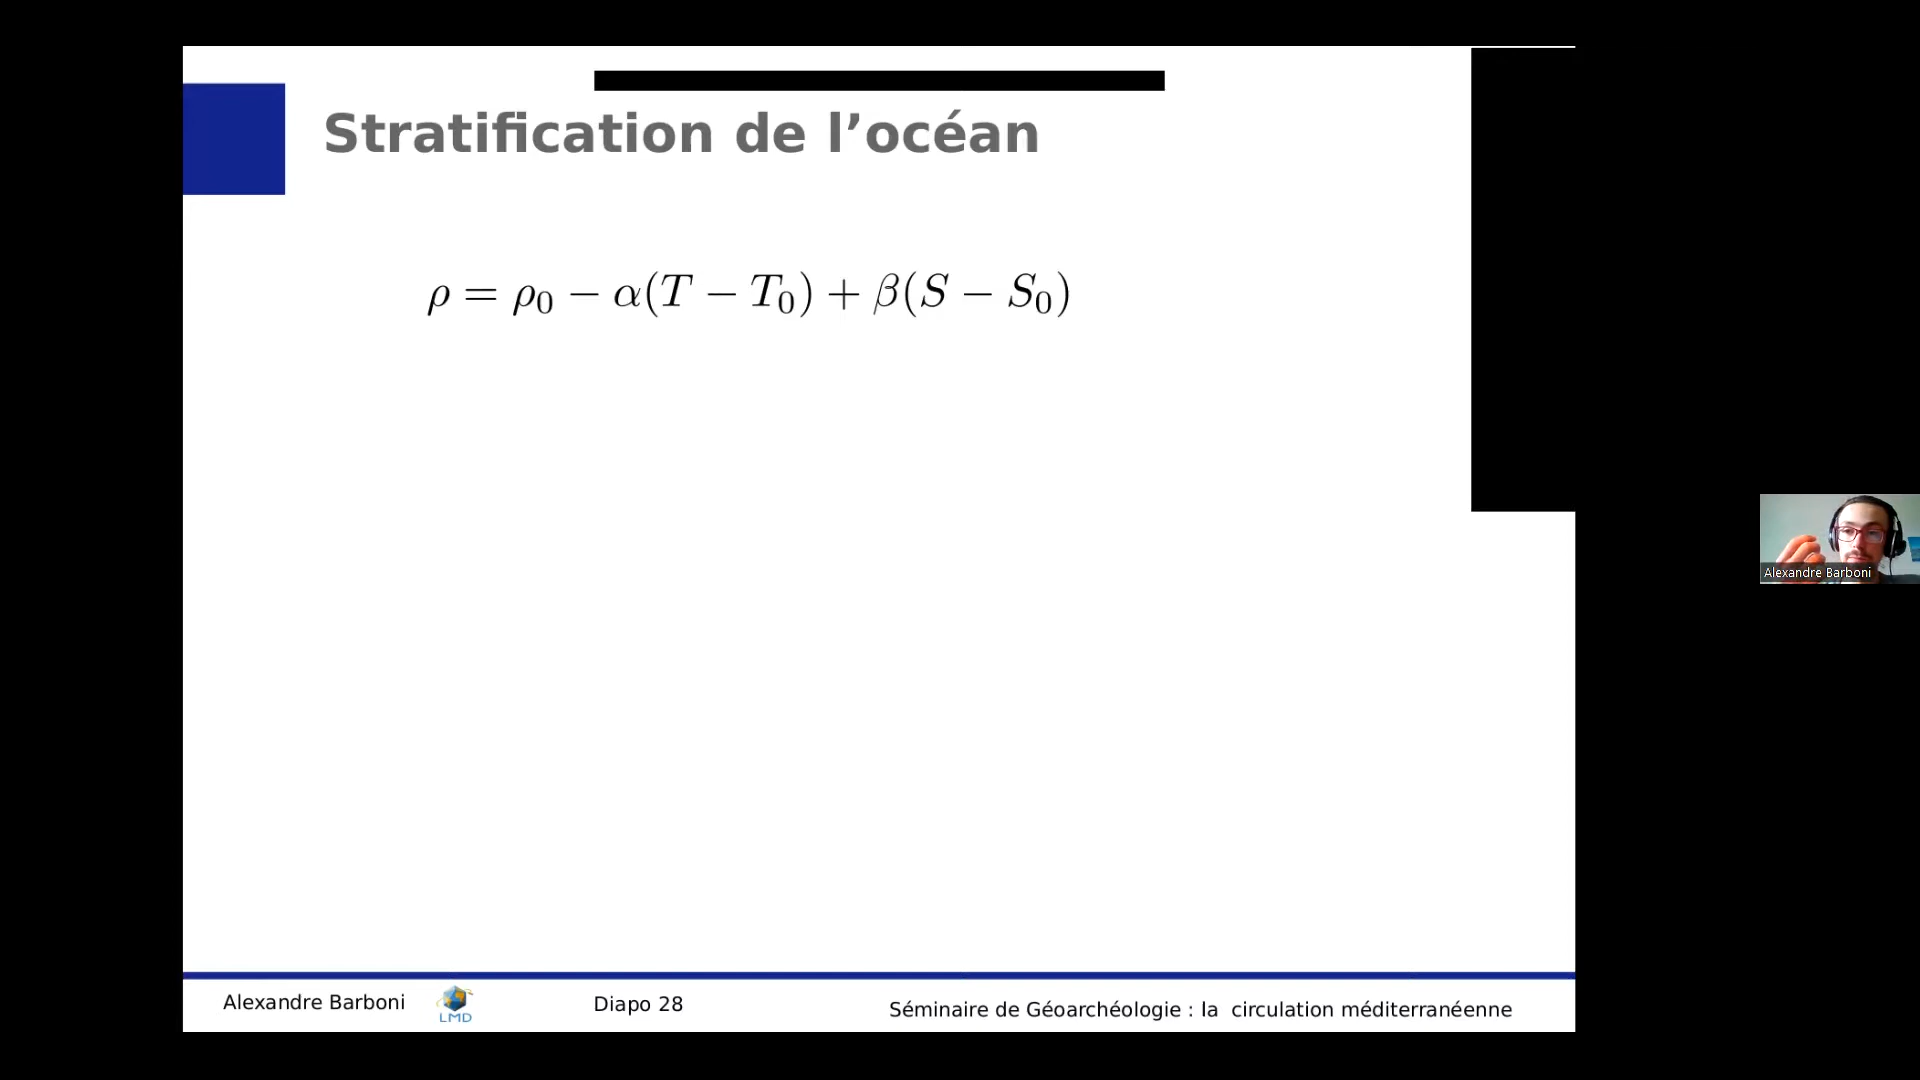 Stratification de l’océan
ρ = ρ₀ − α(T − T₀) + β(S − S₀)
Alexandre Barboni
Alexandre Barboni
LMD
Diapo 28
Séminaire de Géoarchéologie : la  circulation méditerranéenne